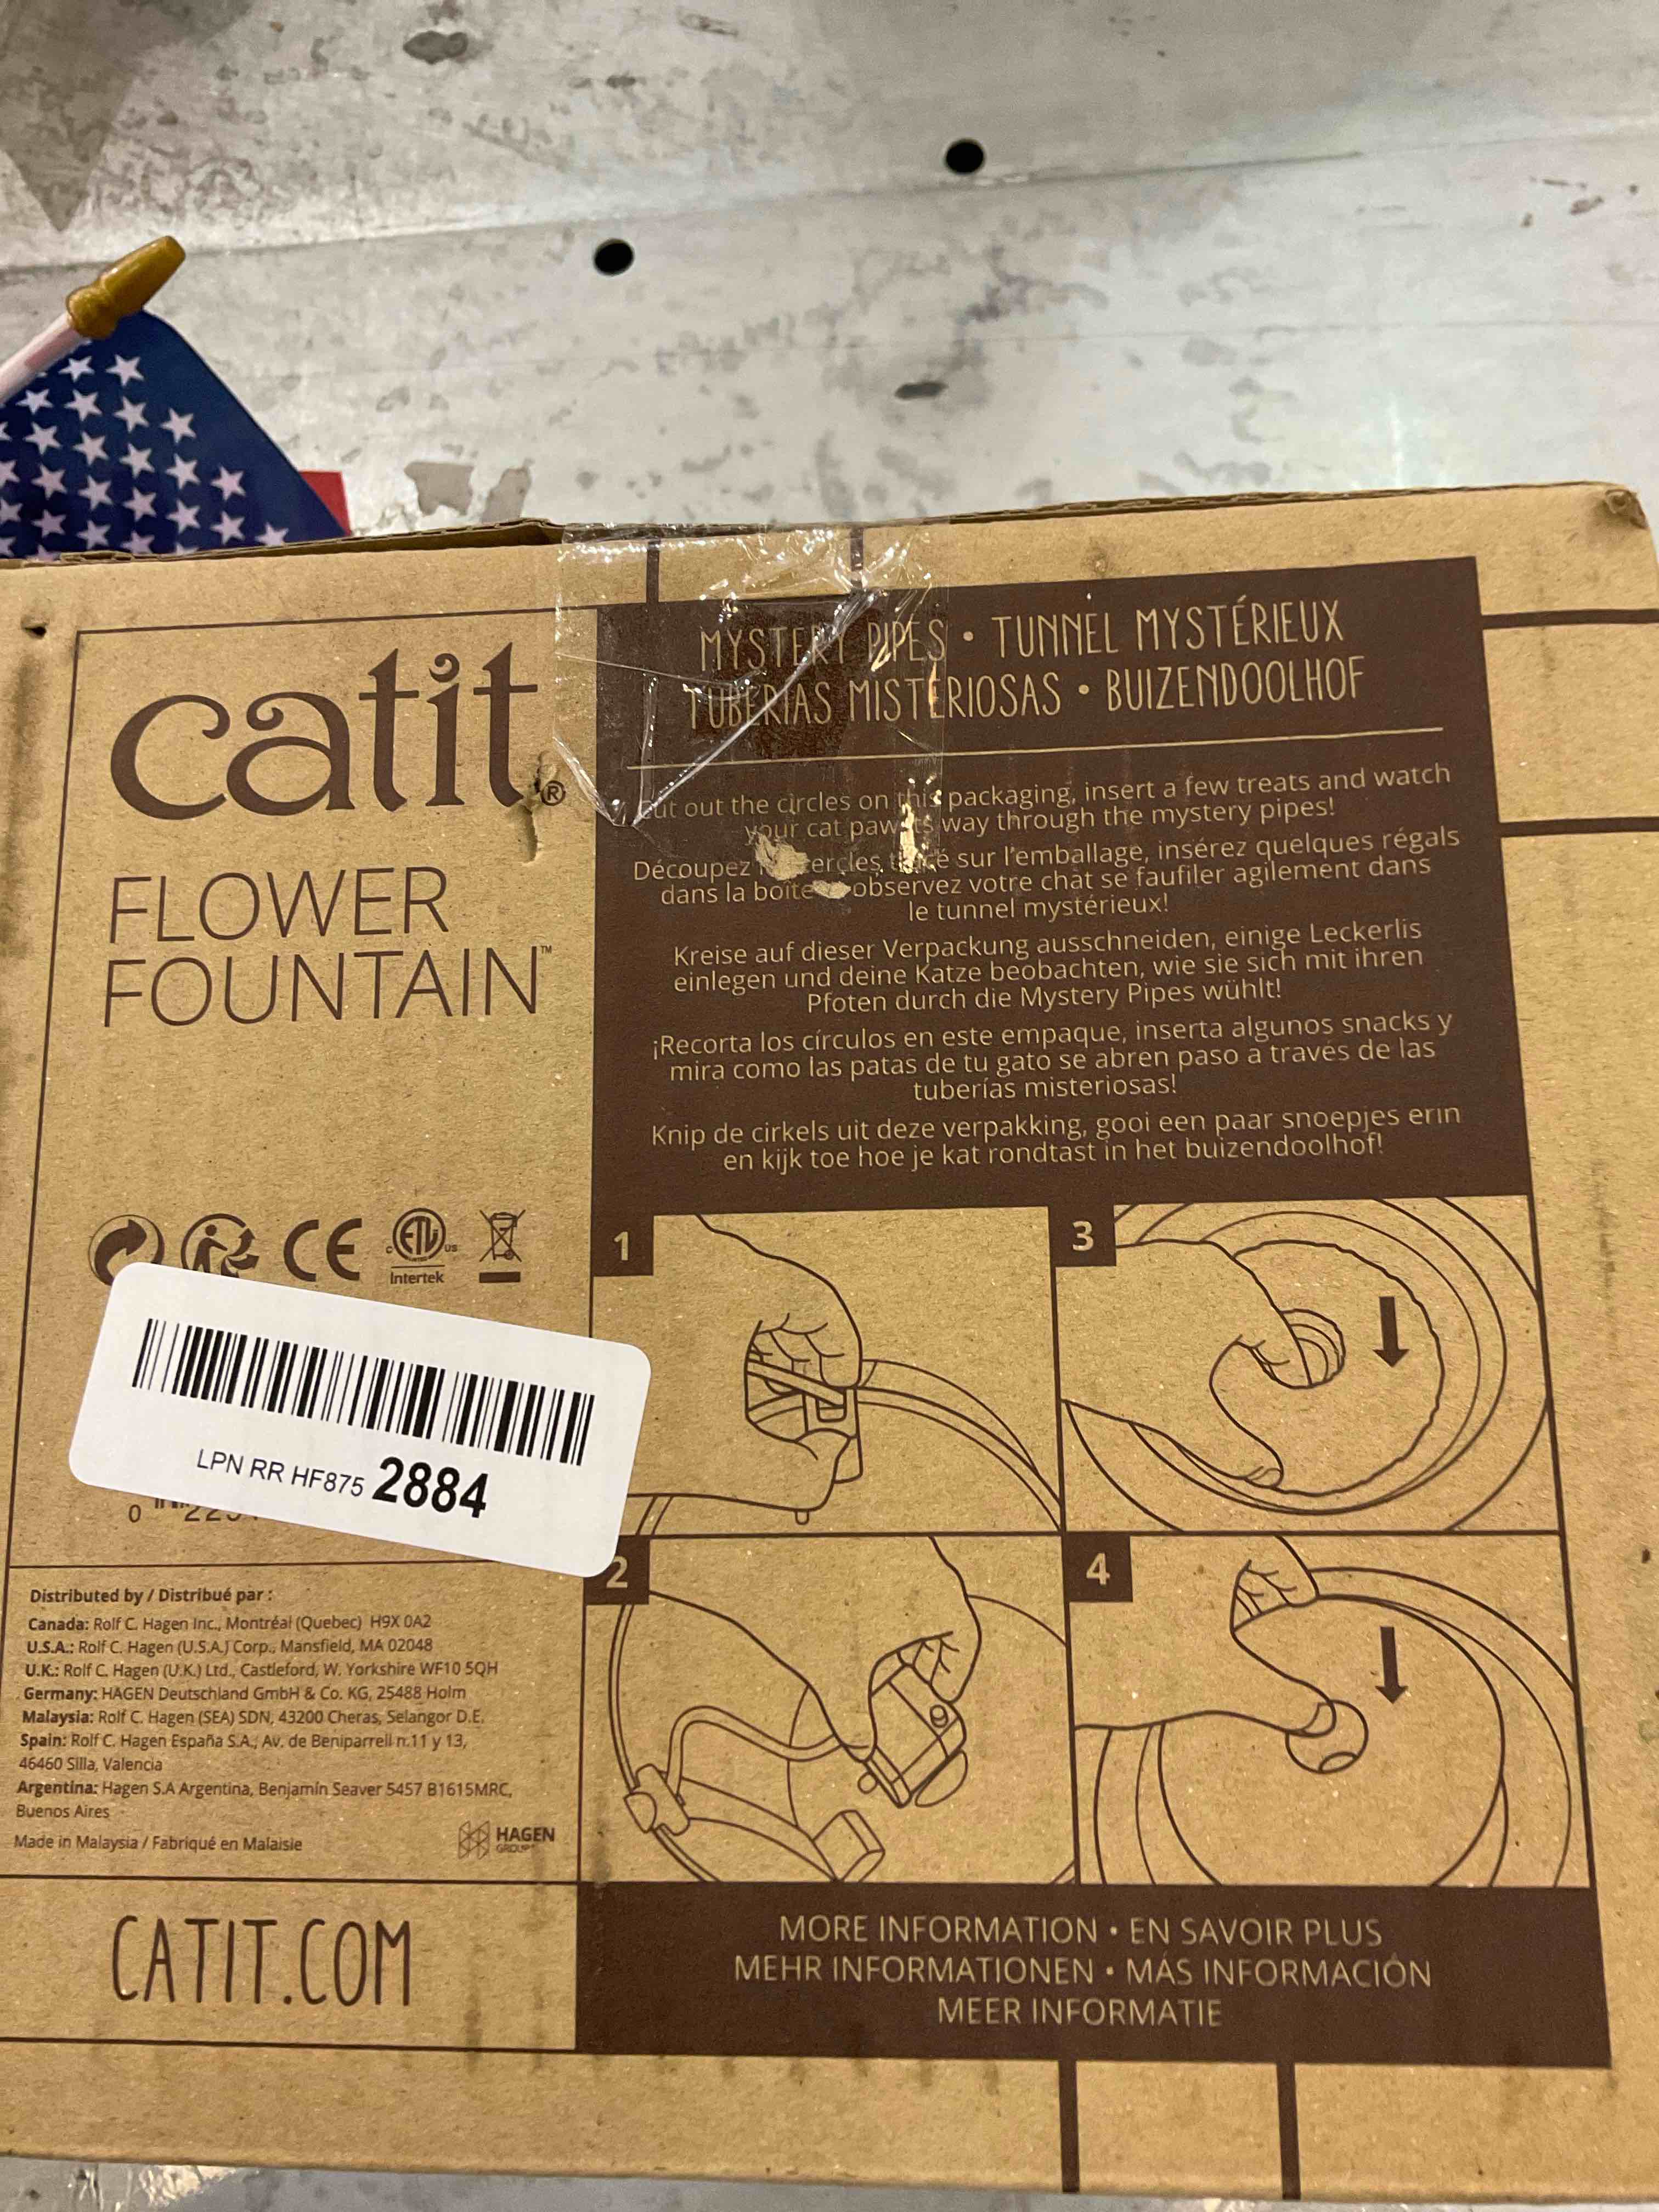 catit®
FLOWER
FOUNTAIN™
Intertek
ETL
C US
LPN RR HF875 2884
0
Distributed by / Distribué par :
Canada: Rolf C. Hagen Inc., Montréal (Quebec) H9X 0A2
U.S.A.: Rolf C. Hagen (U.S.A.) Corp., Mansfield, MA 02048
U.K.: Rolf C. Hagen (U.K.) Ltd., Castleford, W. Yorkshire WF10 5QH
Germany: HAGEN Deutschland GmbH & Co. KG, 25488 Holm
Malaysia: Rolf C. Hagen (SEA) SDN, 43200 Cheras, Selangor D.E.
Spain: Rolf C. Hagen España S.A., Av. de Beniparrell n.11 y 13,
46460 Silla, Valencia
Argentina: Hagen S.A Argentina, Benjamín Seaver 5457 B1615MRC,
Buenos Aires
Made in Malaysia / Fabriqué en Malaisie
HAGEN
GROUP
CATIT.COM
MYSTERY PIPES • TUNNEL MYSTÉRIEUX
TUBERÍAS MISTERIOSAS • BUIZENDOOLHOF
Cut out the circles on this packaging, insert a few treats and watch
your cat paw its way through the mystery pipes!
Découpez cercles sur l'emballage, insérez quelques régals
dans la boîte observez votre chat se faufiler agilement dans
le tunnel mystérieux!
Kreise auf dieser Verpackung ausschneiden, einige Leckerlis
einlegen und deine Katze beobachten, wie sie sich mit ihren
Pfoten durch die Mystery Pipes wühlt!
¡Recorta los círculos en este empaque, inserta algunos snacks y
mira como las patas de tu gato se abren paso a través de las
tuberías misteriosas!
Knip de cirkels uit deze verpakking, gooi een paar snoepjes erin
en kijk toe hoe je kat rondtast in het buizendoolhof!
1
3
2
4
MORE INFORMATION • EN SAVOIR PLUS
MEHR INFORMATIONEN • MÁS INFORMACIÓN
MEER INFORMATIE